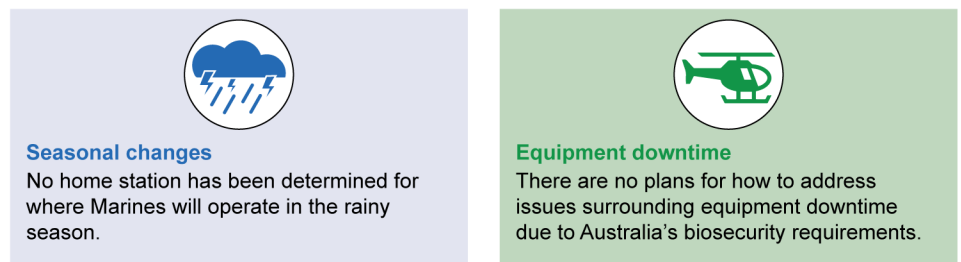 Seasonal changes
No home station has been determined for
where Marines will operate in the rainy
season.
Equipment downtime
There are no plans for how to address
issues surrounding equipment downtime
due to Australia's biosecurity requirements.